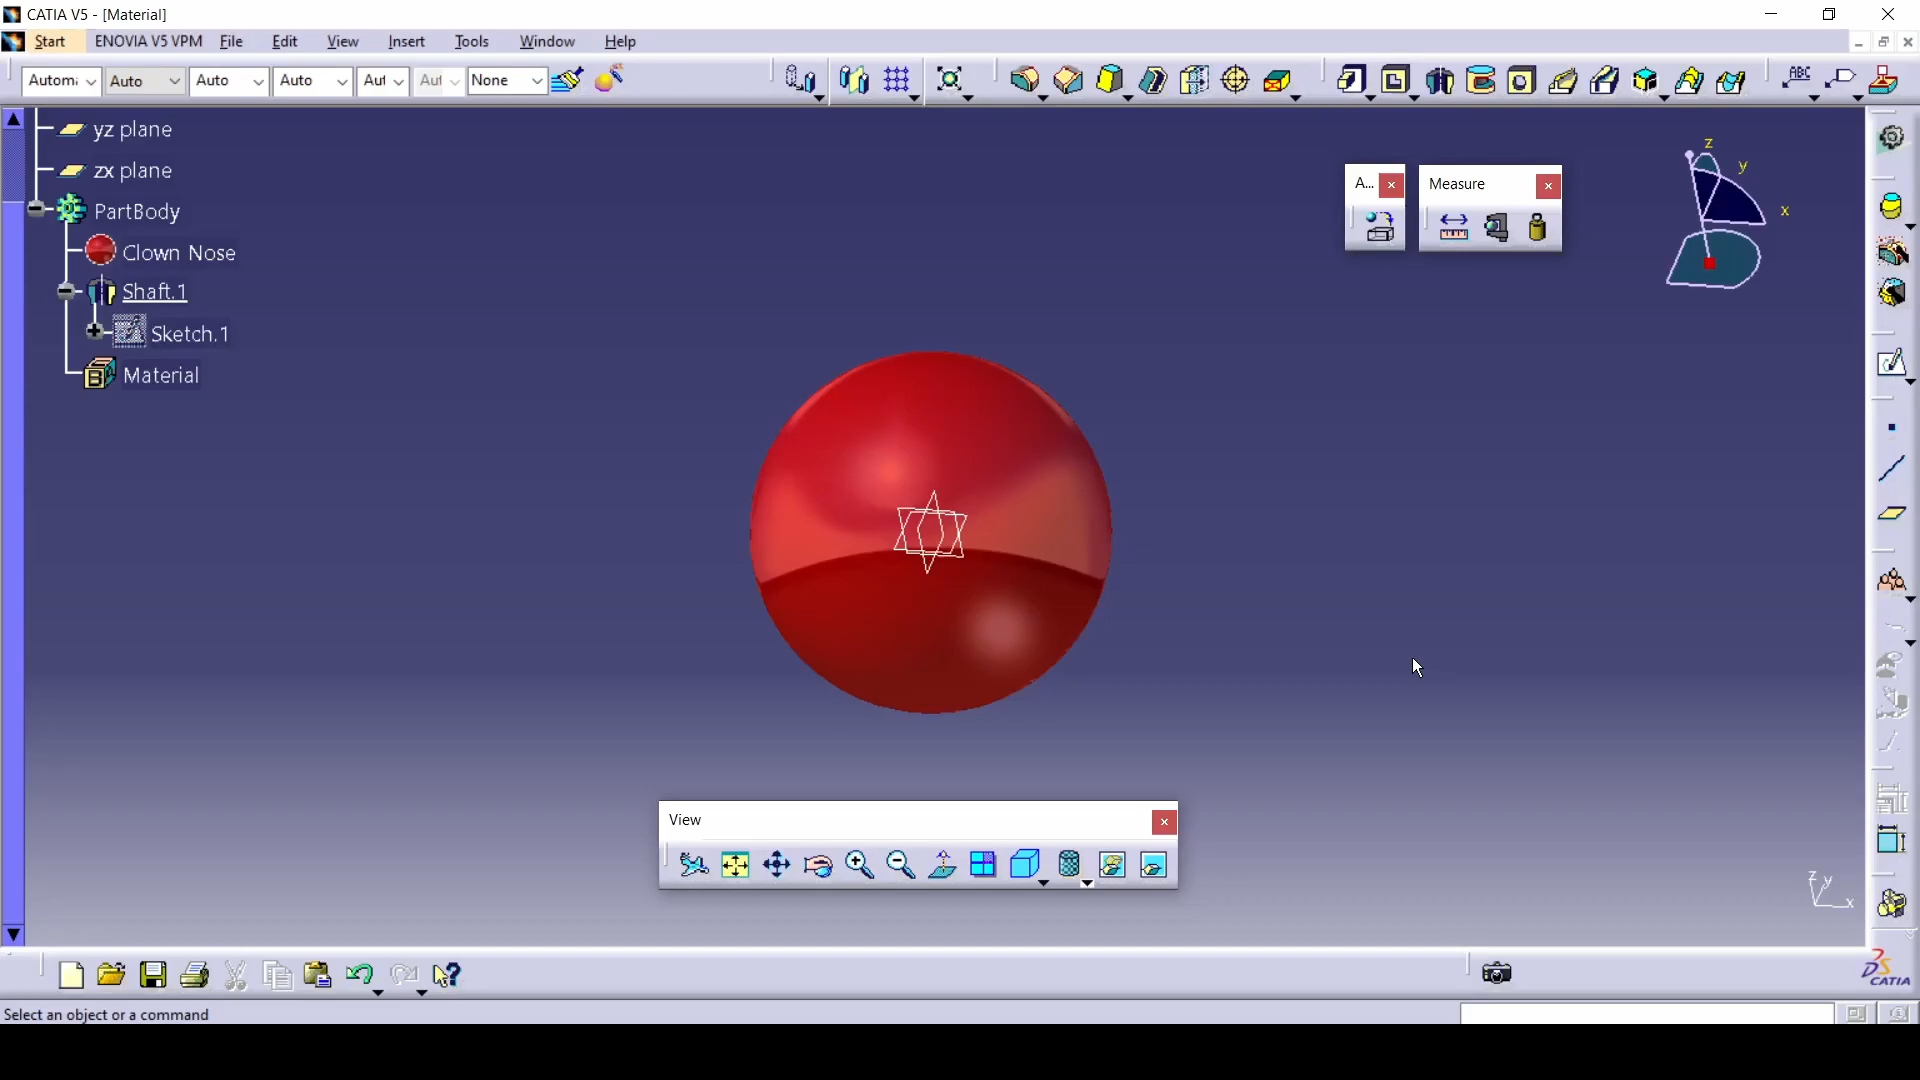 CATIA V5 - [Material]
Start ENOVIA V5 VPM File Edit View Insert Tools Window Help
Auto Auto Auto Aut Aut None
ABC
yz plane
zx plane
PartBody
Clown Nose
Shaft.1
Sketch.1
Material
A...
Measure
z
y
x
View
z y
x
DS
CATIA
Select an object or a command